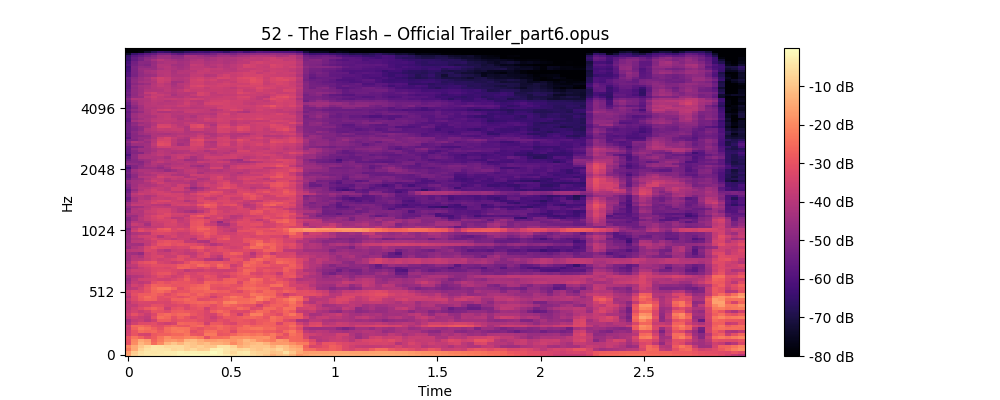 52 - The Flash – Official Trailer_part6.opus
Hz
4096
2048
1024
512
0
0
0.5
1
1.5
2
2.5
Time
-10 dB
-20 dB
-30 dB
-40 dB
-50 dB
-60 dB
-70 dB
-80 dB